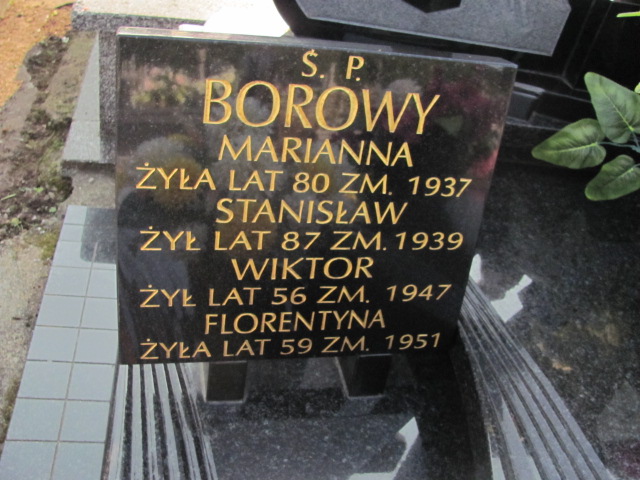 Ś. P.
BOROWY
MARIANNA
ŻYŁA LAT 80 ZM. 1937
STANISŁAW
ŻYŁ LAT 87 ZM. 1939
WIKTOR
ŻYŁ LAT 56 ZM. 1947
FLORENTYNA
ŻYŁA LAT 59 ZM. 1951